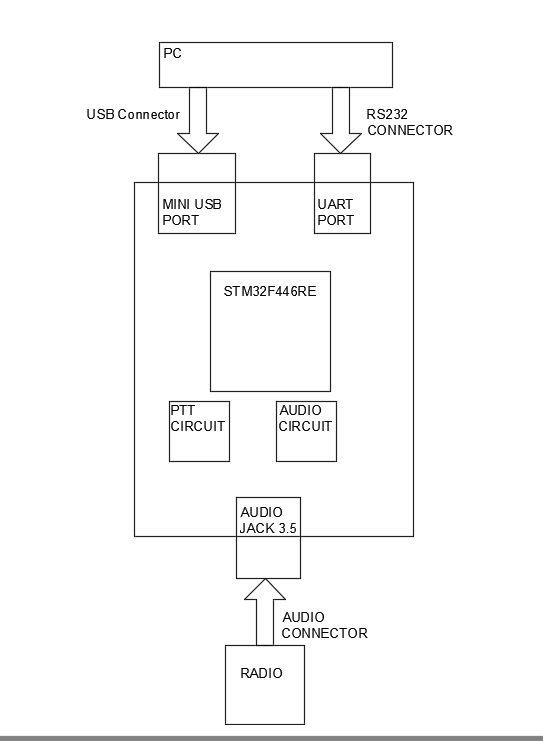 PC
USB Connector
RS232
CONNECTOR
MINI USB
PORT
UART
PORT
STM32F446RE
PTT
CIRCUIT
AUDIO
CIRCUIT
AUDIO
JACK 3.5
AUDIO
CONNECTOR
RADIO